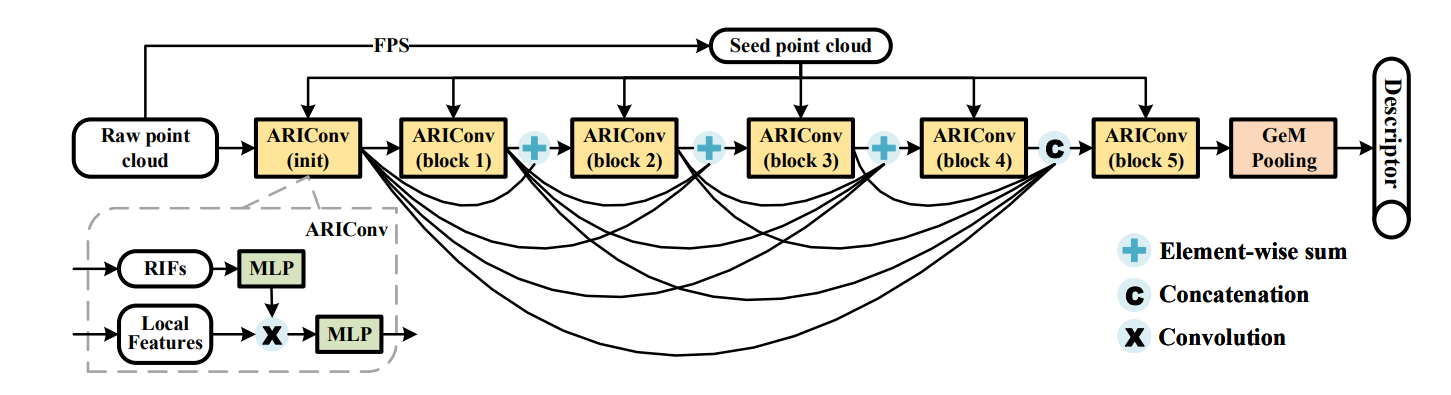 FPS
Seed point cloud
Raw point
cloud
ARIConv
(init)
ARIConv
(block 1)
ARIConv
(block 2)
ARIConv
(block 3)
ARIConv
(block 4)
C
ARIConv
(block 5)
GeM
Pooling
Descriptor
ARIConv
RIFs
MLP
Local
Features
X
MLP
Element-wise sum
C Concatenation
X Convolution